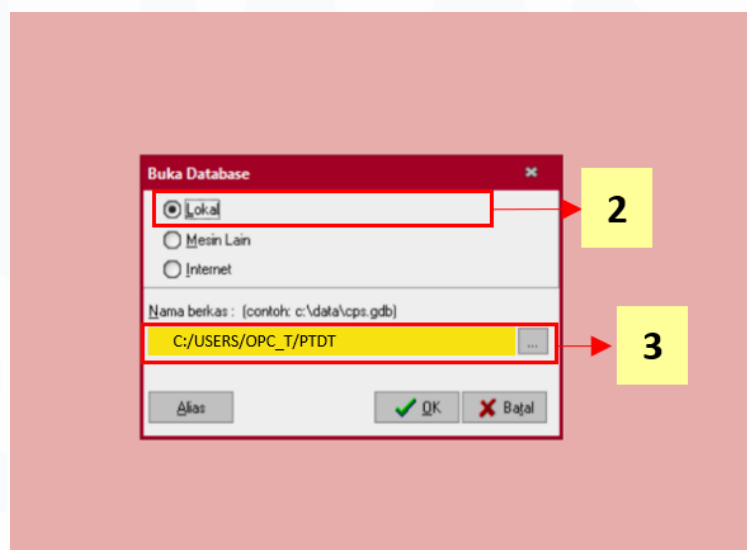 Buka Database
Lokal
2
Mesin Lain
Internet
Nama berkas : (contoh: c:\data\cps.gdb)
C:/USERS/OPC_T/PTDT
...
3
Alias
OK
Batal